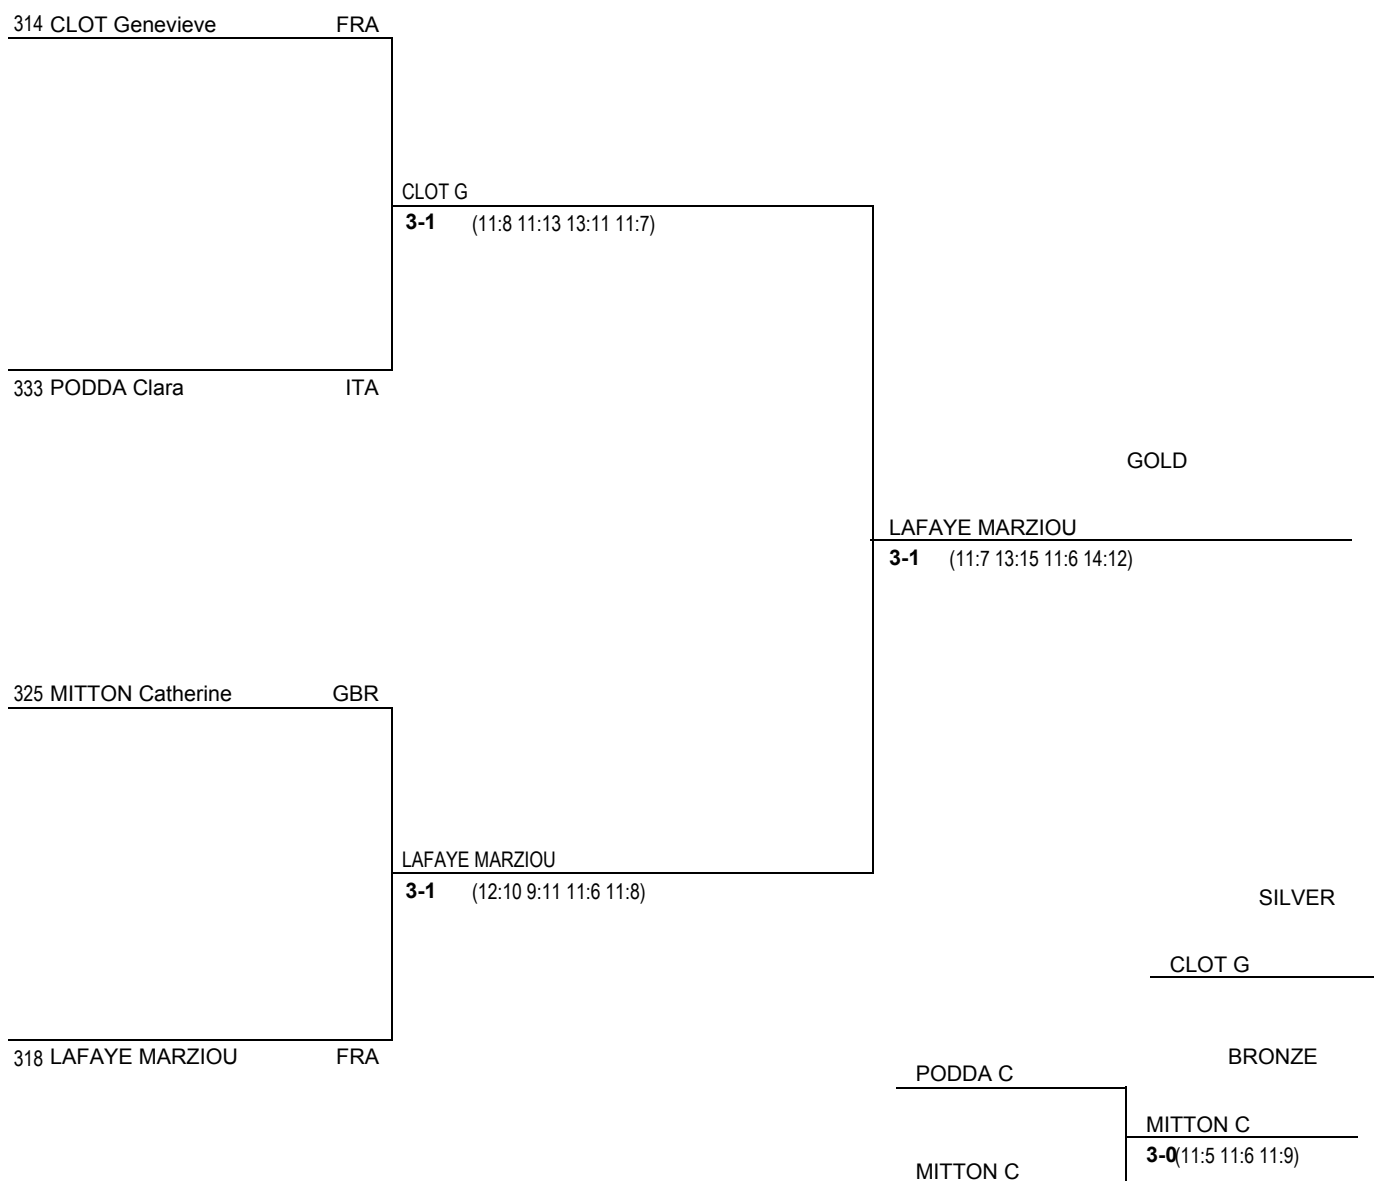 314 CLOT Genevieve FRA
CLOT G
3-1 (11:8 11:13 13:11 11:7)
333 PODDA Clara ITA
GOLD
LAFAYE MARZIOU
3-1 (11:7 13:15 11:6 14:12)
325 MITTON Catherine GBR
LAFAYE MARZIOU
3-1 (12:10 9:11 11:6 11:8)
SILVER
CLOT G
318 LAFAYE MARZIOU FRA
BRONZE
PODDA C
MITTON C
3-0(11:5 11:6 11:9)
MITTON C